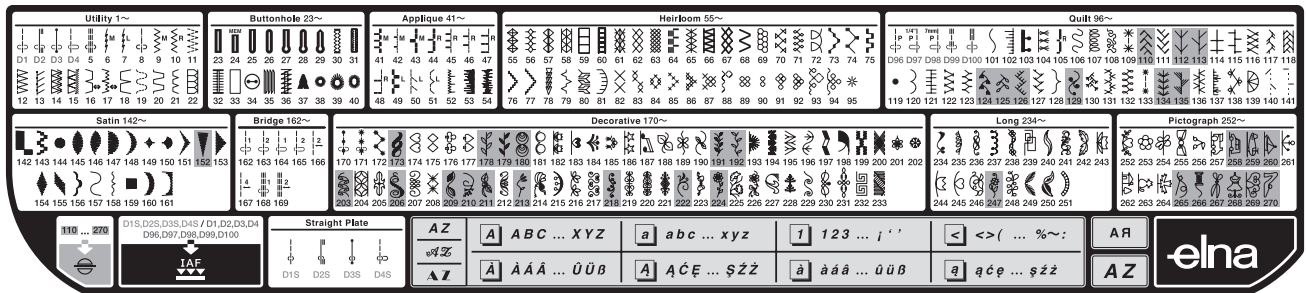 Utility 1~ Buttonhole 23~ Applique 41~ Heirloom 55~ Quilt 96~
M L M R MEM M M R R P 1/4" P 7mm
D1 D2 D3 D4 5 6 7 8 9 10 11 23 24 25 26 27 28 29 30 31 41 42 43 44 45 46 47 55 56 57 58 59 60 61 62 63 64 65 66 67 68 69 70 71 72 73 74 75 D96 D97 D98 D99 D100 101 102 103 104 105 106 107 108 109 110 111 112 113 114 115 116 117 118
R L
12 13 14 15 16 17 18 19 20 21 22 32 33 34 35 36 37 38 39 40 48 49 50 51 52 53 54 76 77 78 79 80 81 82 83 84 85 86 87 88 89 90 91 92 93 94 95 119 120 121 122 123 124 125 126 127 128 129 130 131 132 133 134 135 136 137 138 139 140 141
Satin 142~ Bridge 162~ Decorative 170~ Long 234~ Pictograph 252~
142 143 144 145 146 147 148 149 150 151 152 153 162 163 164 165 166 170 171 172 173 174 175 176 177 178 179 180 181 182 183 184 185 186 187 188 189 190 191 192 193 194 195 196 197 198 199 200 201 202 234 235 236 237 238 239 240 241 242 243 252 253 254 255 256 257 258 259 260 261
154 155 156 157 158 159 160 161 167 168 169 203 204 205 206 207 208 209 210 211 212 213 214 215 216 217 218 219 220 221 222 223 224 225 226 227 228 229 230 231 232 233 244 245 246 247 248 249 250 251 262 263 264 265 266 267 268 269 270
110 ... 270
D1S,D2S,D3S,D4S / D1,D2,D3,D4
D96,D97,D98,D99,D100
IAF
Straight Plate
D1S D2S D3S D4S
AZ
AZ
AZ
A ABC ... XYZ a abc ... xyz 1 123 ... ¡ ‘ ’ < <>( ... %~:
À ÀÁÂ ... ÛÜß Ą ĄĆĘ ... ŞŹŻ à àáâ ... ûüß ą ąćę ... şźż
АЯ
AZ
elna